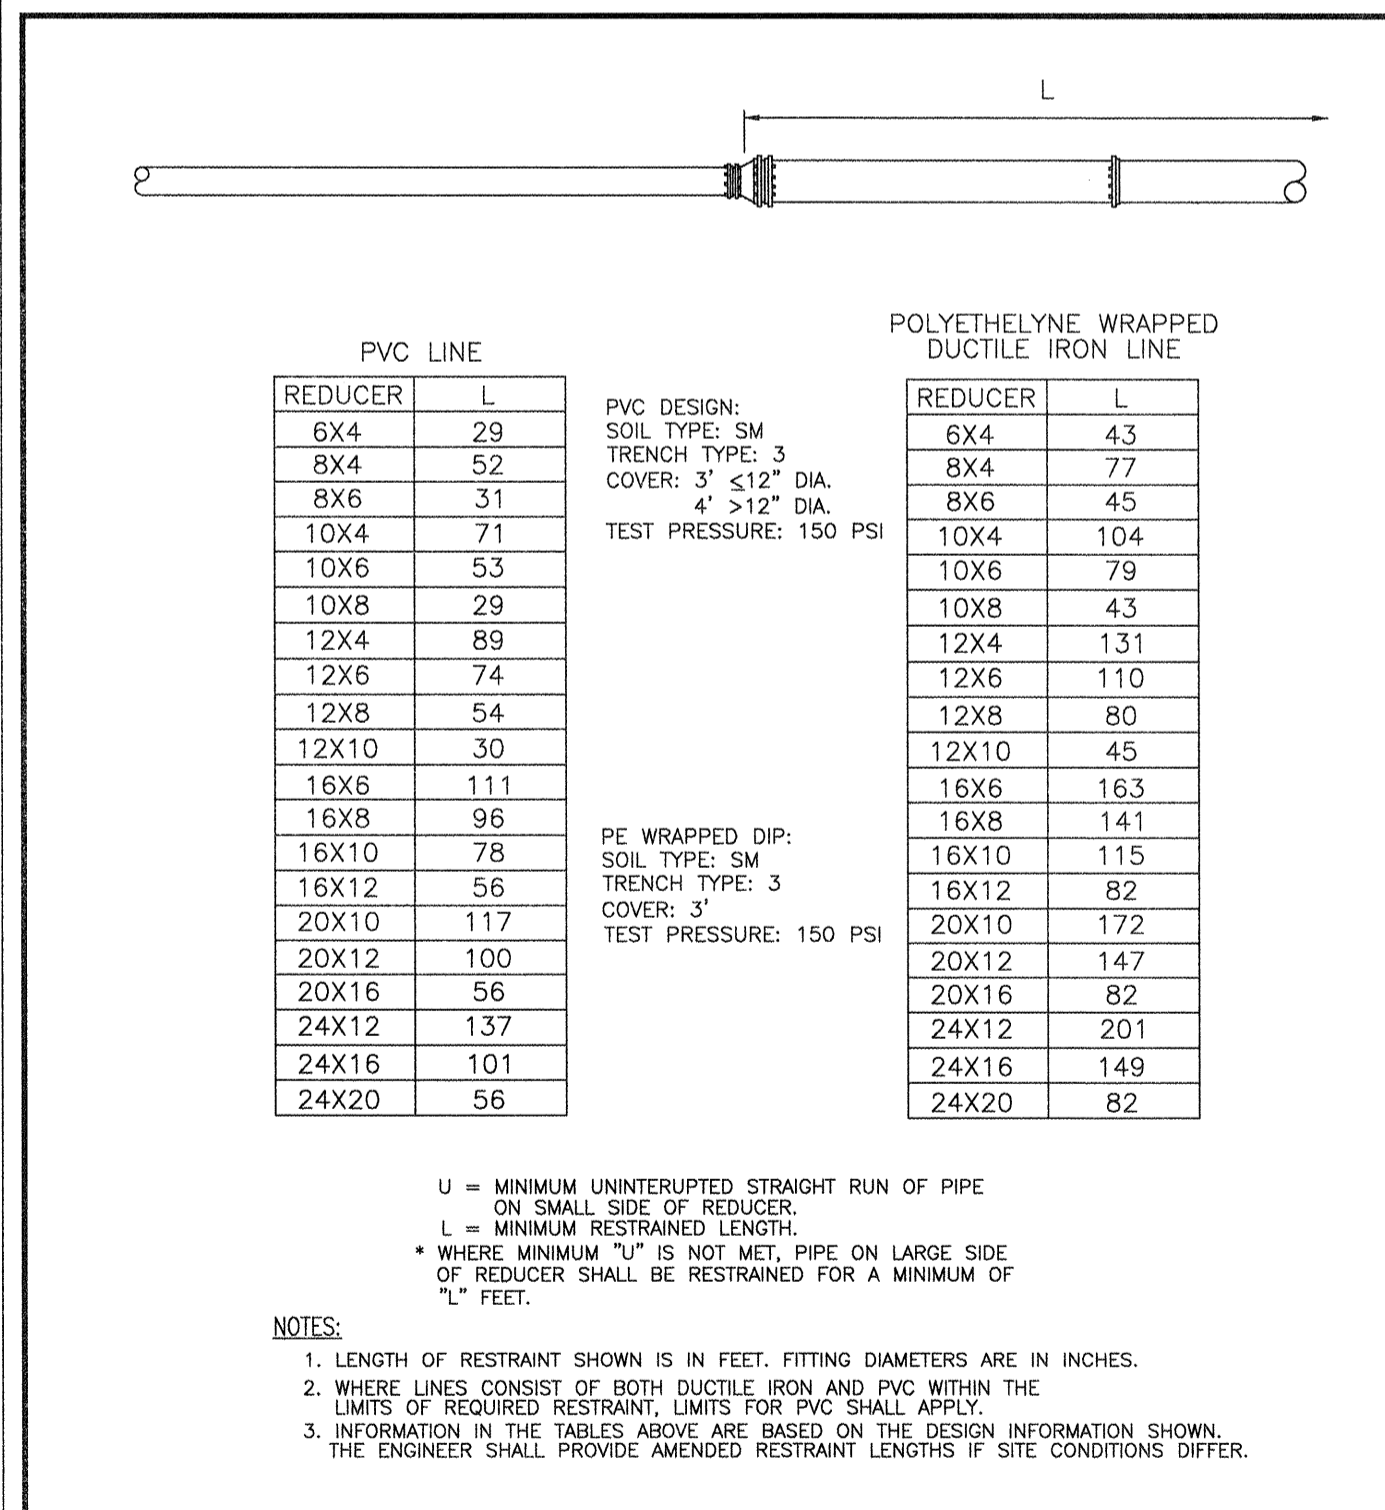 L
PVC LINE
REDUCER L
6X4 29
8X4 52
8X6 31
10X4 71
10X6 53
10X8 29
12X4 89
12X6 74
12X8 54
12X10 30
16X6 111
16X8 96
16X10 78
16X12 56
20X10 117
20X12 100
20X16 56
24X12 137
24X16 101
24X20 56
PVC DESIGN:
SOIL TYPE: SM
TRENCH TYPE: 3
COVER: 3' ≤12" DIA.
4' >12" DIA.
TEST PRESSURE: 150 PSI
PE WRAPPED DIP:
SOIL TYPE: SM
TRENCH TYPE: 3
COVER: 3'
TEST PRESSURE: 150 PSI
POLYETHELYNE WRAPPED
DUCTILE IRON LINE
REDUCER L
6X4 43
8X4 77
8X6 45
10X4 104
10X6 79
10X8 43
12X4 131
12X6 110
12X8 80
12X10 45
16X6 163
16X8 141
16X10 115
16X12 82
20X10 172
20X12 147
20X16 82
24X12 201
24X16 149
24X20 82
U = MINIMUM UNINTERUPTED STRAIGHT RUN OF PIPE
ON SMALL SIDE OF REDUCER.
L = MINIMUM RESTRAINED LENGTH.
* WHERE MINIMUM "U" IS NOT MET, PIPE ON LARGE SIDE
OF REDUCER SHALL BE RESTRAINED FOR A MINIMUM OF
"L" FEET.
NOTES:
1. LENGTH OF RESTRAINT SHOWN IS IN FEET. FITTING DIAMETERS ARE IN INCHES.
2. WHERE LINES CONSIST OF BOTH DUCTILE IRON AND PVC WITHIN THE
LIMITS OF REQUIRED RESTRAINT, LIMITS FOR PVC SHALL APPLY.
3. INFORMATION IN THE TABLES ABOVE ARE BASED ON THE DESIGN INFORMATION SHOWN.
THE ENGINEER SHALL PROVIDE AMENDED RESTRAINT LENGTHS IF SITE CONDITIONS DIFFER.